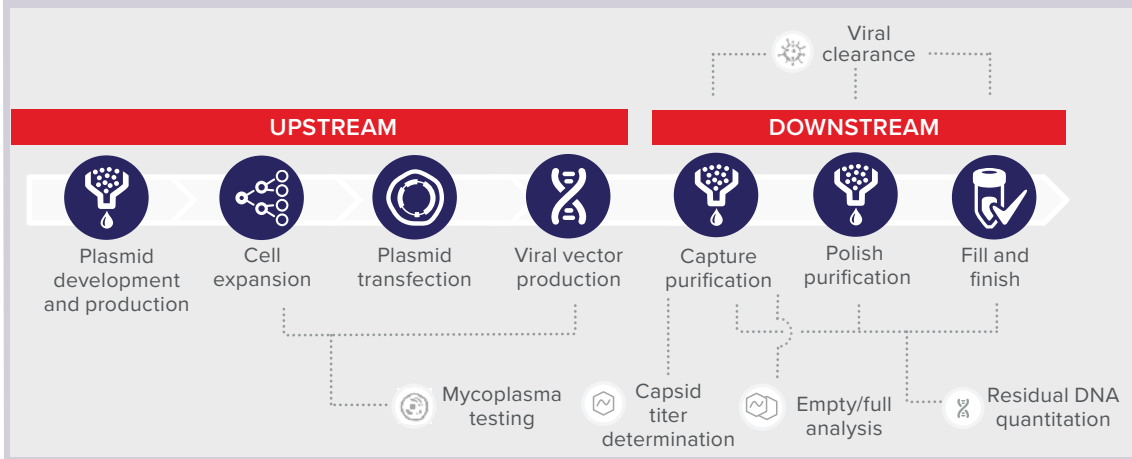 Viral
clearance
UPSTREAM
DOWNSTREAM
Plasmid
development
and production
Cell
expansion
Plasmid
transfection
Viral vector
production
Capture
purification
Polish
purification
Fill and
finish
Mycoplasma
testing
Capsid
titer
determination
Empty/full
analysis
Residual DNA
quantitation